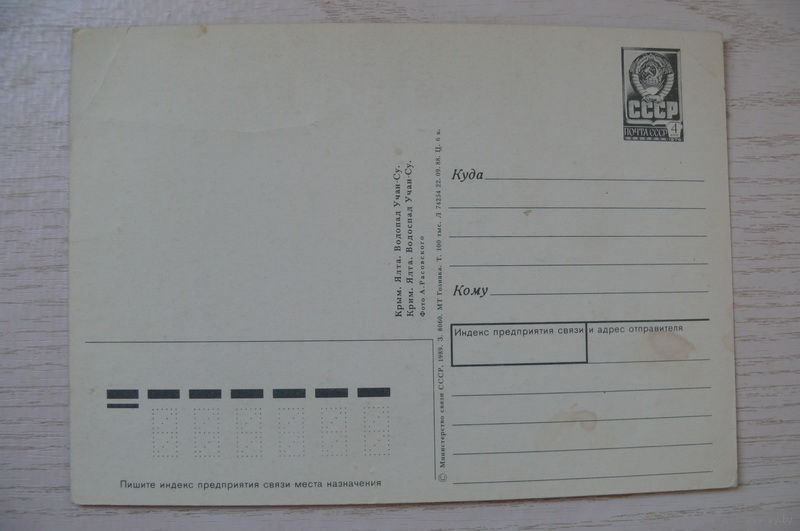 СССР
ПОЧТА СССР 4
Куда
Кому
Индекс предприятия связи и адрес отправителя
Крым. Ялта. Водопад Учан-Су.
Крим. Ялта. Водоспад Учан-Су.
Фото А. Расовского
© Министерство связи СССР, 1989. З. 8060. МТ Гознака. Т. 100 тыс. Л 74254 22.09.88. Ц. 6 к.
Пишите индекс предприятия связи места назначения